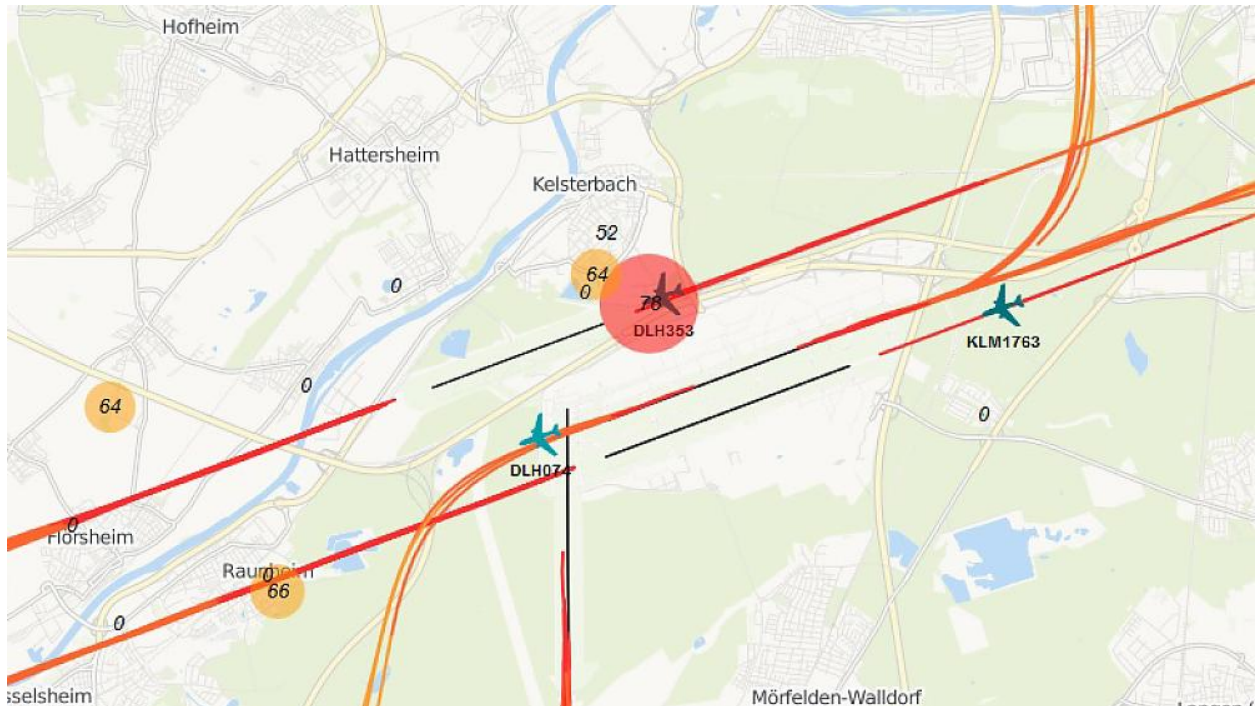 Hofheim
Hattersheim
Kelsterbach
52
64
0
0
78
DLH353
KLM1763
0
64
0
DLH074
0
Flörsheim
Raunheim
0
66
0
sselsheim
Mörfelden-Walldorf